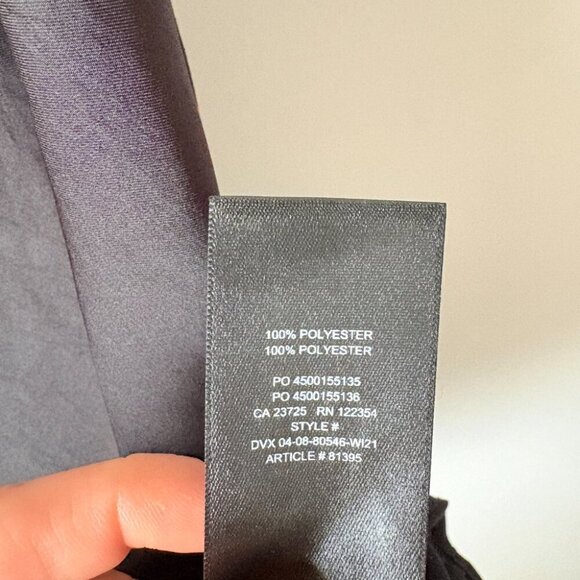 100% POLYESTER
100% POLYESTER
PO 4500155135
PO 4500155136
CA 23725 RN 122354
STYLE #
DVX 04-08-80546-WI21
ARTICLE # 81395